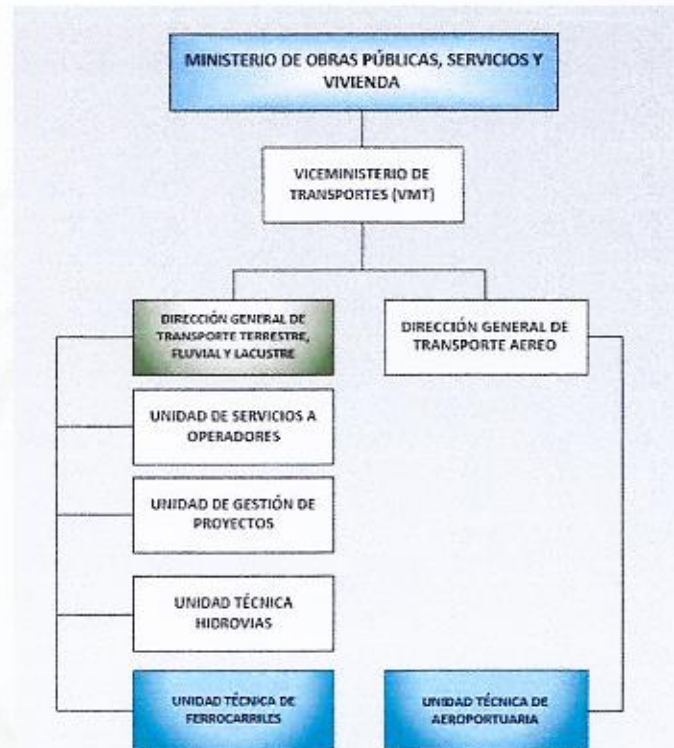 MINISTERIO DE OBRAS PÚBLICAS, SERVICIOS Y
VIVIENDA
VICEMINISTERIO DE
TRANSPORTES (VMT)
DIRECCIÓN GENERAL DE
TRANSPORTE TERRESTRE,
FLUVIAL Y LACUSTRE
DIRECCIÓN GENERAL DE
TRANSPORTE AEREO
UNIDAD DE SERVICIOS A
OPERADORES
UNIDAD DE GESTIÓN DE
PROYECTOS
UNIDAD TÉCNICA
HIDROVIAS
UNIDAD TÉCNICA DE
FERROCARRILES
UNIDAD TÉCNICA DE
AEROPORTUARIA